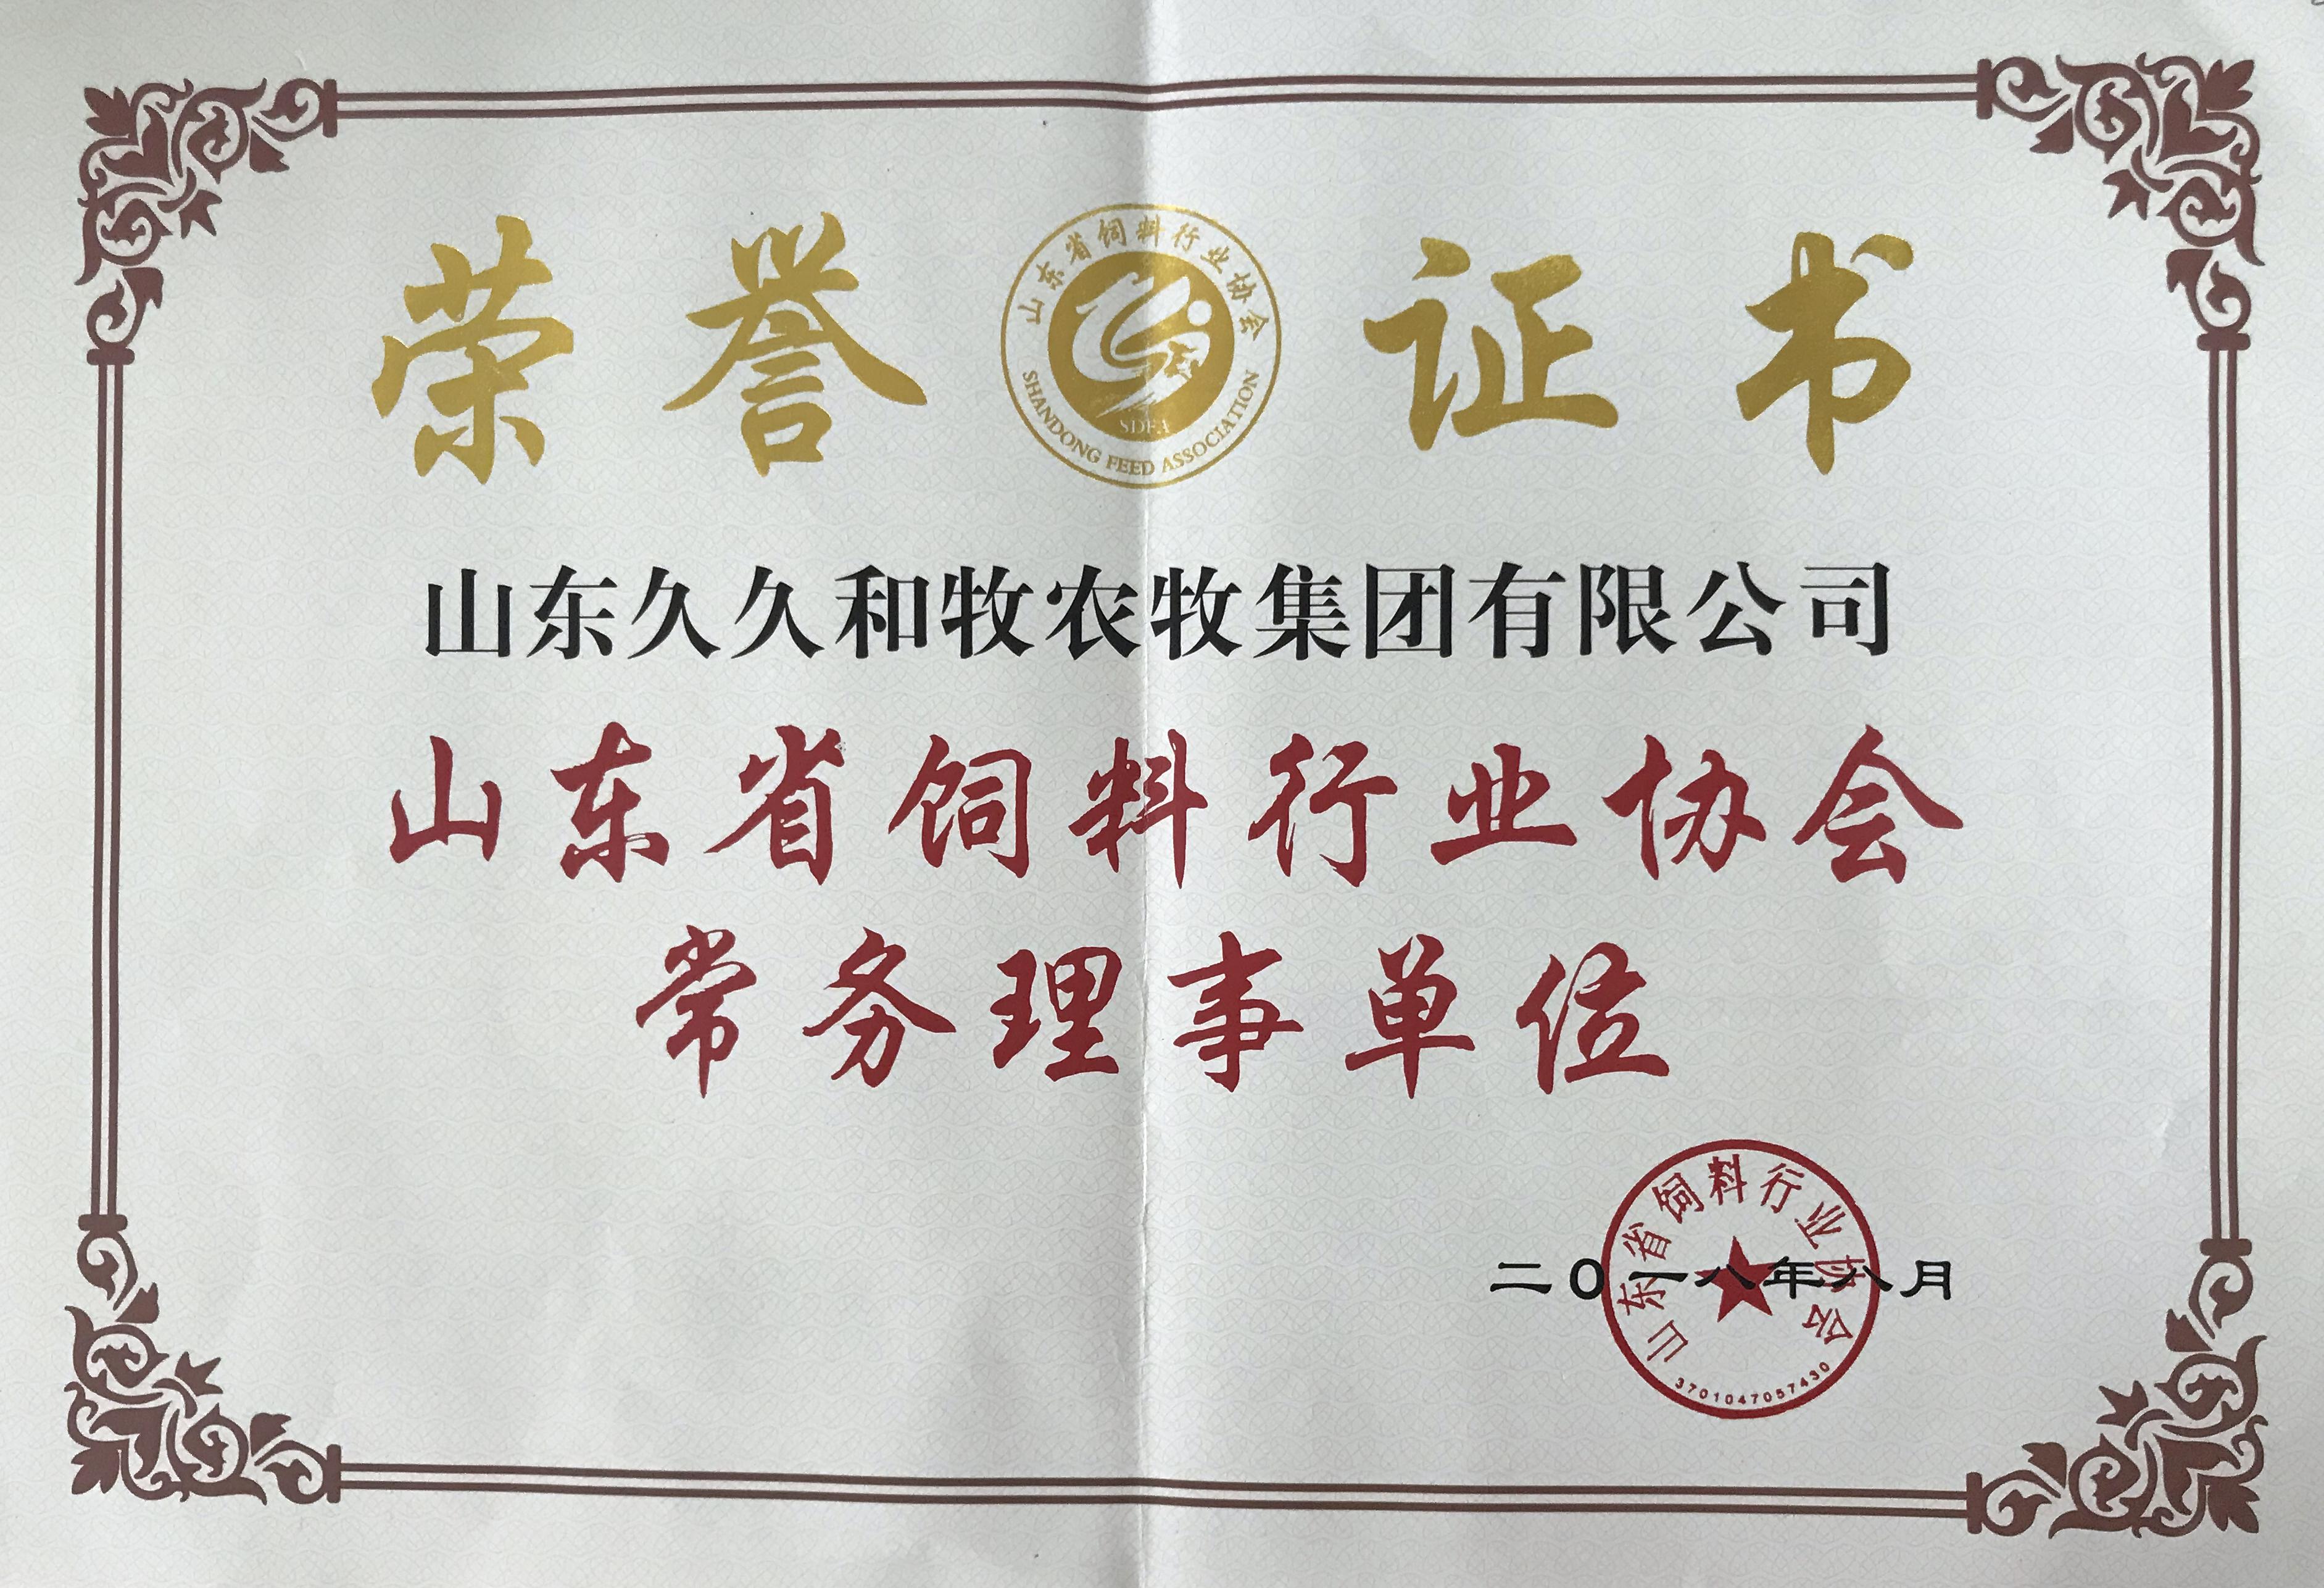 荣誉证书
山东省饲料行业协会
SDFA
SHANDONG FEED ASSOCIATION
山东久久和牧农牧集团有限公司
山东省饲料行业协会
常务理事单位
二〇一八年八月
山东省饲料行业协会
3701047057430